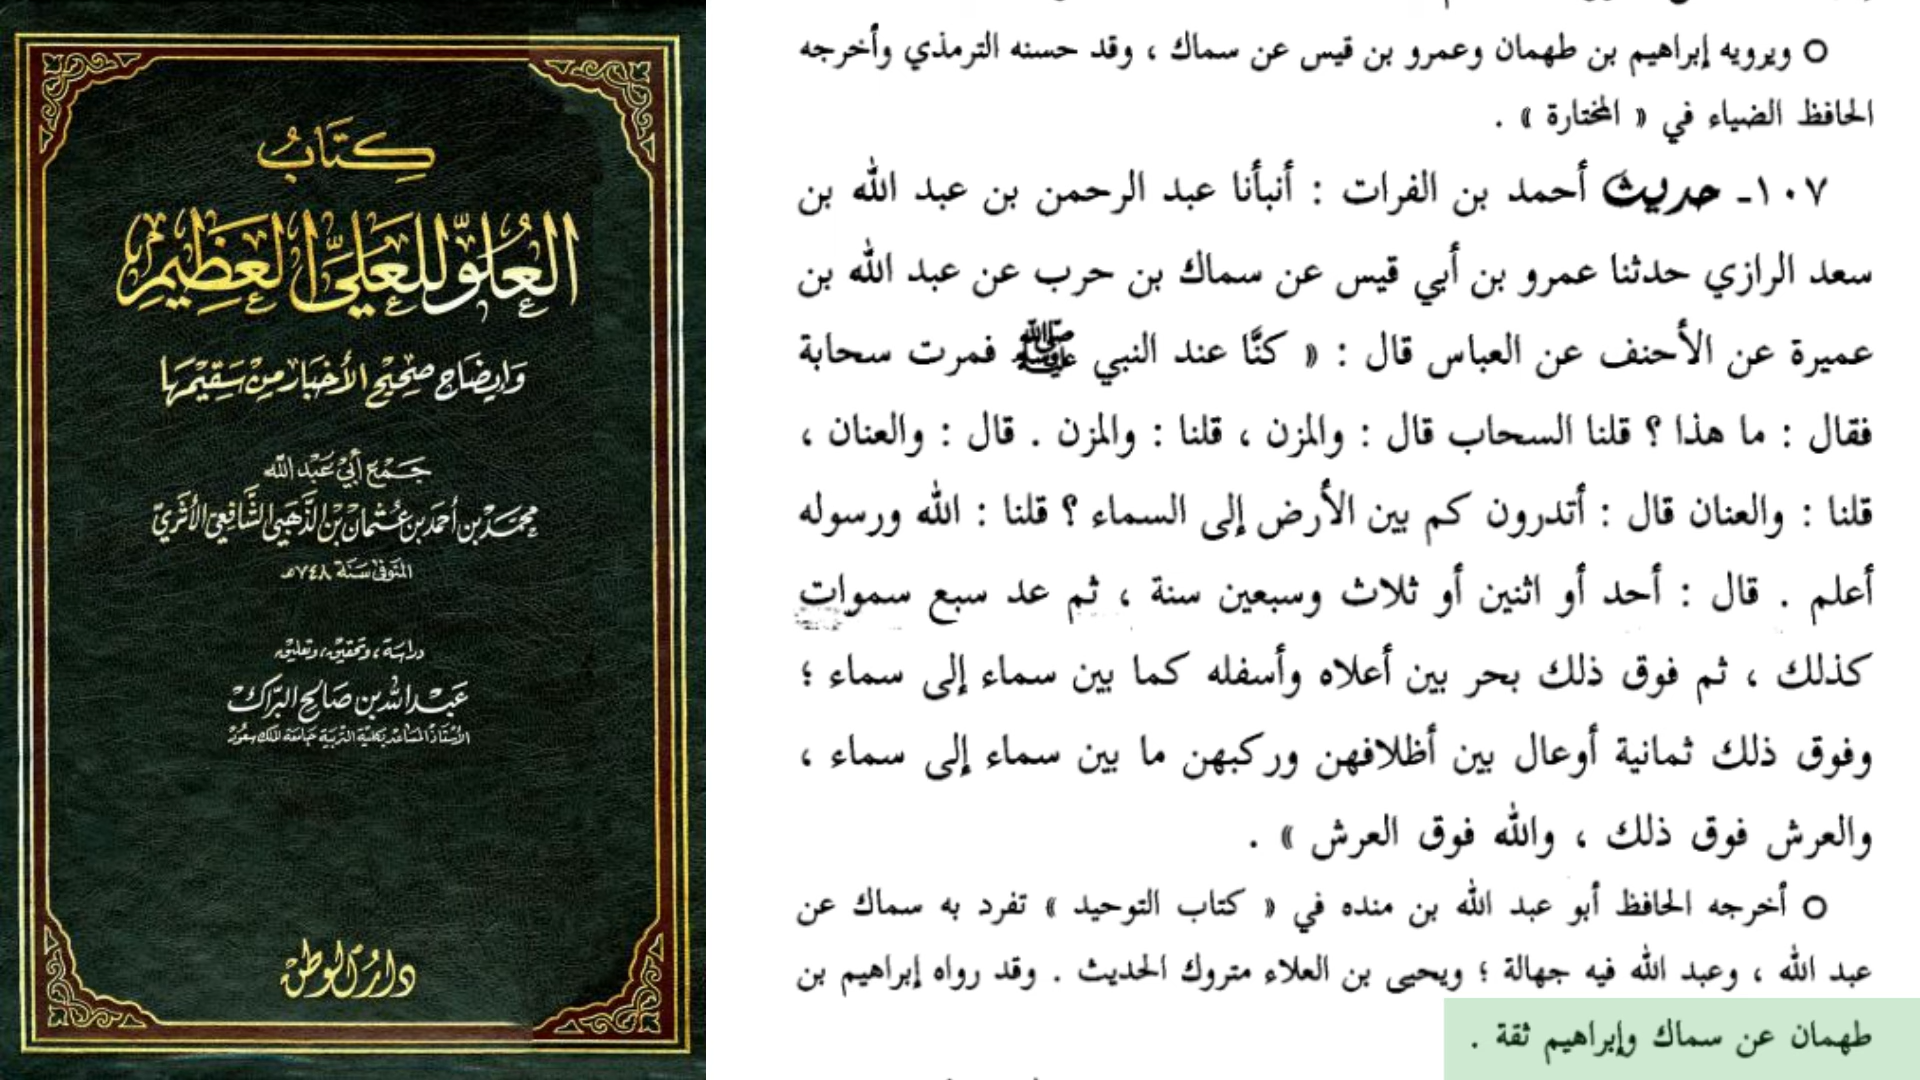 كتاب
العلو للعلي العظيم
وإيضاح صحيح الأخبار من سقيمها
جمع أبي عبد الله
محمد بن أحمد بن عثمان بن الذهبي الشافعي الأثري
المتوفى سنة ٧٤٨هـ
دراسة، وتحقيق، وتعليق
عبد الله بن صالح البراك
الأستاذ المساعد بكلية التربية جامعة الملك سعود
دار الوطن
○ ويرويه إبراهيم بن طهمان وعمرو بن قيس عن سماك ، وقد حسنه الترمذي وأخرجه
الحافظ الضياء في « المختارة » .
١٠٧ـ حديث أحمد بن الفرات : أنبأنا عبد الرحمن بن عبد الله بن
سعد الرازي حدثنا عمرو بن أبي قيس عن سماك بن حرب عن عبد الله بن
عميرة عن الأحنف عن العباس قال : « كنَّا عند النبي ﷺ فمرت سحابة
فقال : ما هذا ؟ قلنا السحاب قال : والمزن ، قلنا : والمزن . قال : والعنان ،
قلنا : والعنان قال : أتدرون كم بين الأرض إلى السماء ؟ قلنا : الله ورسوله
أعلم . قال : أحد أو اثنين أو ثلاث وسبعين سنة ، ثم عد سبع سموات
كذلك ، ثم فوق ذلك بحر بين أعلاه وأسفله كما بين سماء إلى سماء ؛
وفوق ذلك ثمانية أوعال بين أظلافهن وركبهن ما بين سماء إلى سماء ،
والعرش فوق ذلك ، والله فوق العرش » .
○ أخرجه الحافظ أبو عبد الله بن منده في « كتاب التوحيد » تفرد به سماك عن
عبد الله ، وعبد الله فيه جهالة ؛ ويحيى بن العلاء متروك الحديث . وقد رواه إبراهيم بن
طهمان عن سماك وإبراهيم ثقة .